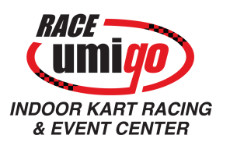 RACE
umigo
INDOOR KART RACING
& EVENT CENTER